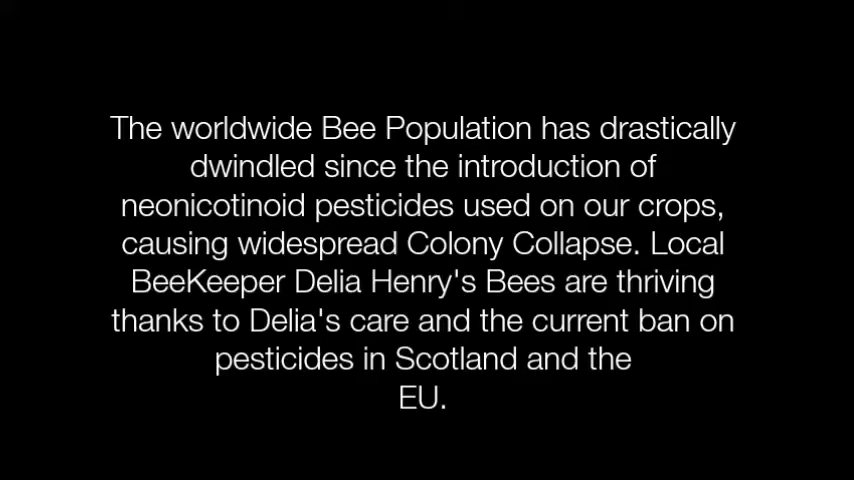 The worldwide Bee Population has drastically
dwindled since the introduction of
neonicotinoid pesticides used on our crops,
causing widespread Colony Collapse. Local
BeeKeeper Delia Henry's Bees are thriving
thanks to Delia's care and the current ban on
pesticides in Scotland and the
EU.